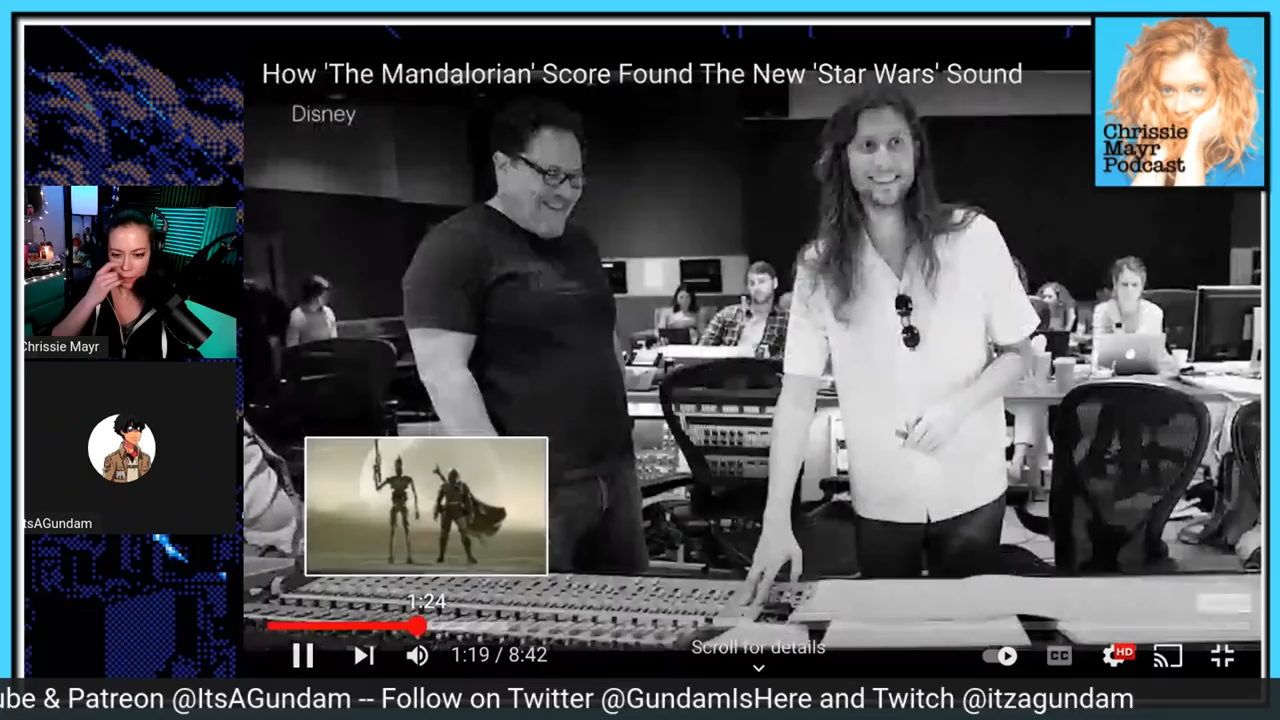 How 'The Mandalorian' Score Found The New 'Star Wars' Sound
Disney
Chrissie
Mayr
Podcast
Chrissie Mayr
tsAGundam
1:24
1:19 / 8:42
Scroll for details
CC
HD
ube & Patreon @ItsAGundam -- Follow on Twitter @GundamIsHere and Twitch @itzagundam